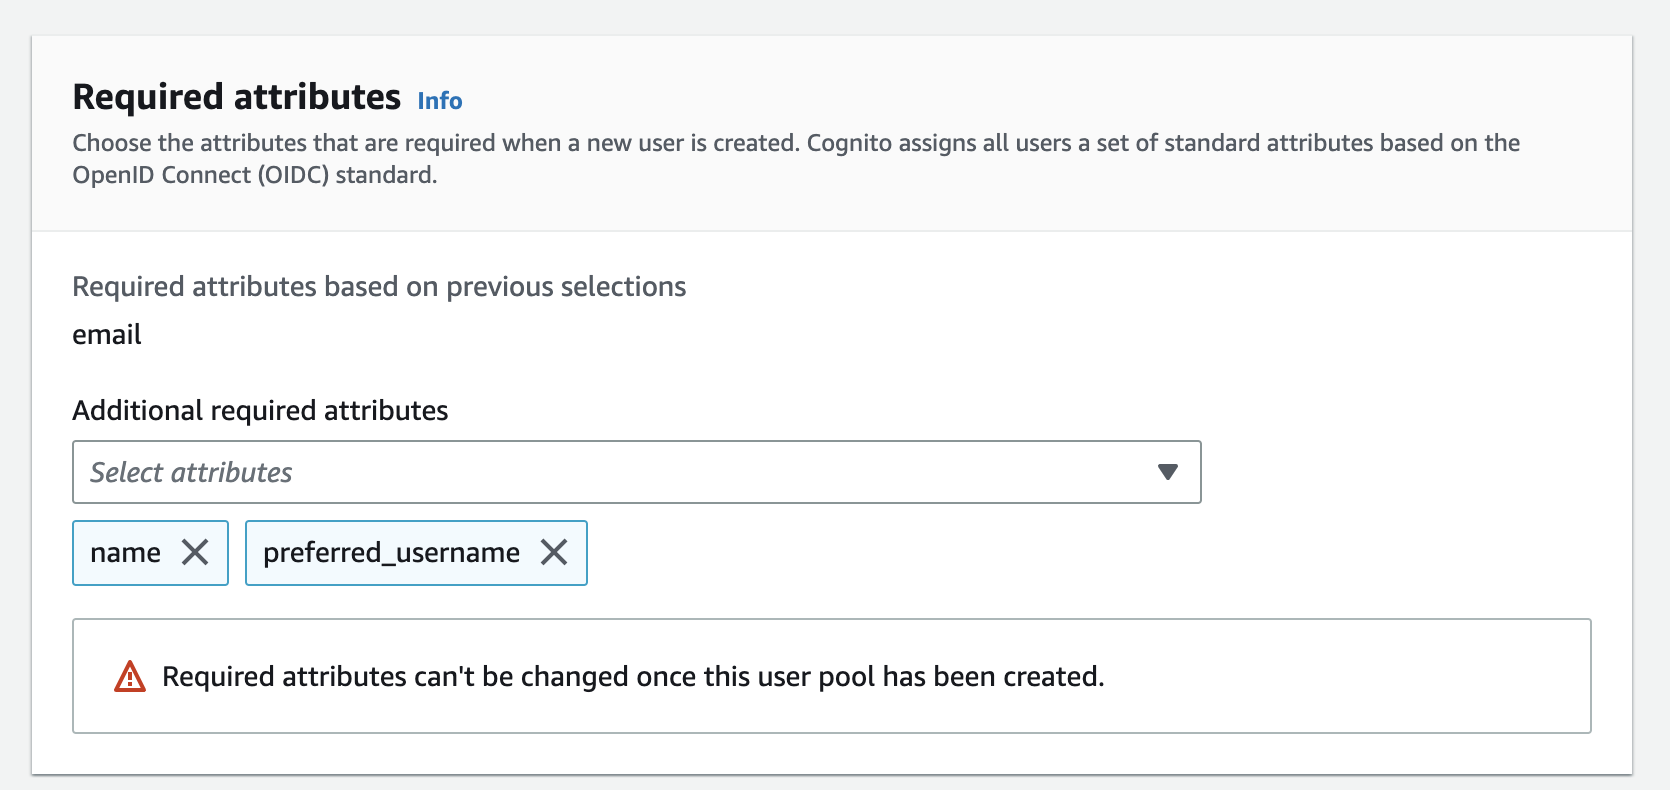 Required attributes Info
Choose the attributes that are required when a new user is created. Cognito assigns all users a set of standard attributes based on the
OpenID Connect (OIDC) standard.
Required attributes based on previous selections
email
Additional required attributes
Select attributes
name preferred_username
Required attributes can't be changed once this user pool has been created.